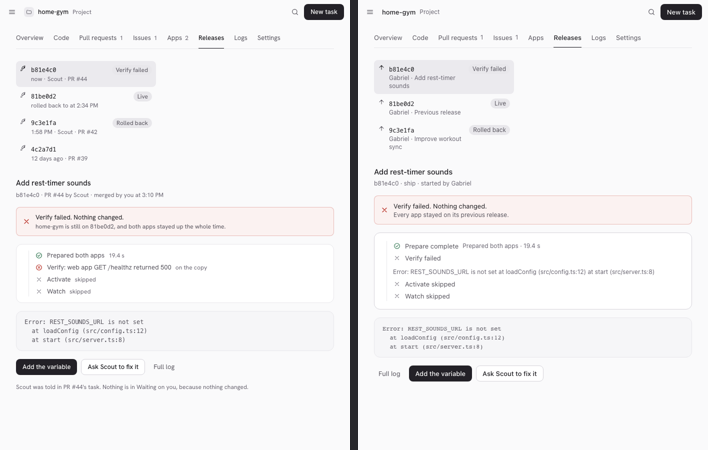 home-gym Project
New task
Overview Code Pull requests 1 Issues 1 Apps 2 Releases Logs Settings
b81e4c0 Verify failed
now · Scout · PR #44
81be0d2 Live
rolled back to at 2:34 PM
9c3e1fa Rolled back
1:58 PM · Scout · PR #42
4c2a7d1
12 days ago · PR #39
Add rest-timer sounds
b81e4c0 · PR #44 by Scout · merged by you at 3:10 PM
Verify failed. Nothing changed.
home-gym is still on 81be0d2, and both apps stayed up the whole time.
Prepared both apps 19.4 s
Verify: web app GET /healthz returned 500 on the copy
Activate skipped
Watch skipped
Error: REST_SOUNDS_URL is not set
at loadConfig (src/config.ts:12)
at start (src/server.ts:8)
Add the variable Ask Scout to fix it Full log
Scout was told in PR #44's task. Nothing is in Waiting on you, because nothing changed.
home-gym Project
New task
Overview Code Pull requests 1 Issues 1 Apps Releases Logs Settings
b81e4c0 Verify failed
Gabriel · Add rest-timer
sounds
81be0d2 Live
Gabriel · Previous release
9c3e1fa Rolled back
Gabriel · Improve workout
sync
Add rest-timer sounds
b81e4c0 · ship · started by Gabriel
Verify failed. Nothing changed.
Every app stayed on its previous release.
Prepare complete Prepared both apps · 19.4 s
Verify failed
Error: REST_SOUNDS_URL is not set at loadConfig (src/config.ts:12) at start (src/server.ts:8)
Activate skipped
Watch skipped
Error: REST_SOUNDS_URL is not set
at loadConfig (src/config.ts:12)
at start (src/server.ts:8)
Full log Add the variable Ask Scout to fix it